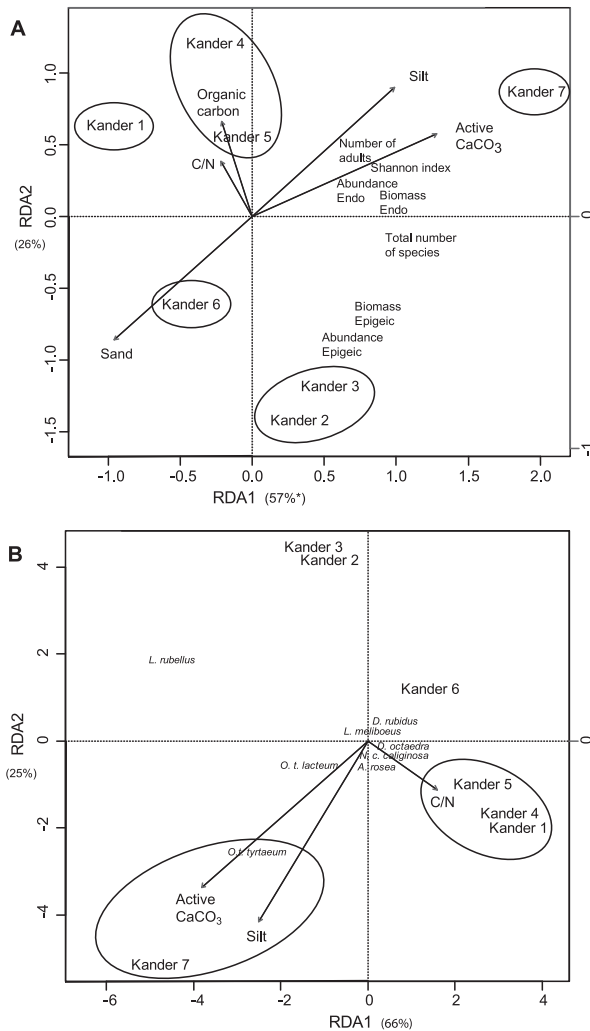 A
Kander 4
Organic
carbon
Kander 1
Kander 5
C/N
Silt
Kander 7
Active
CaCO3
Number of
adults
Shannon index
Abundance
Endo
Biomass
Endo
Total number
of species
Kander 6
Sand
Biomass
Epigeic
Abundance
Epigeic
Kander 3
Kander 2
1.0
0.5
0.0
-0.5
-1.0
-1.5
RDA2
(26%)
0
-1
-1.0 -0.5 0.0 0.5 1.0 1.5 2.0
RDA1 (57%*)
B
Kander 3
Kander 2
L. rubellus
Kander 6
D. rubidus
L. meliboeus
D. octaedra
N. c. caliginosa
O. t. lacteum
A. rosea
Kander 5
C/N
Kander 4
Kander 1
O.t. tyrtaeum
Active
CaCO3
Silt
Kander 7
4
2
0
-2
-4
RDA2
(25%)
0
-6 -4 -2 0 2 4
RDA1 (66%)